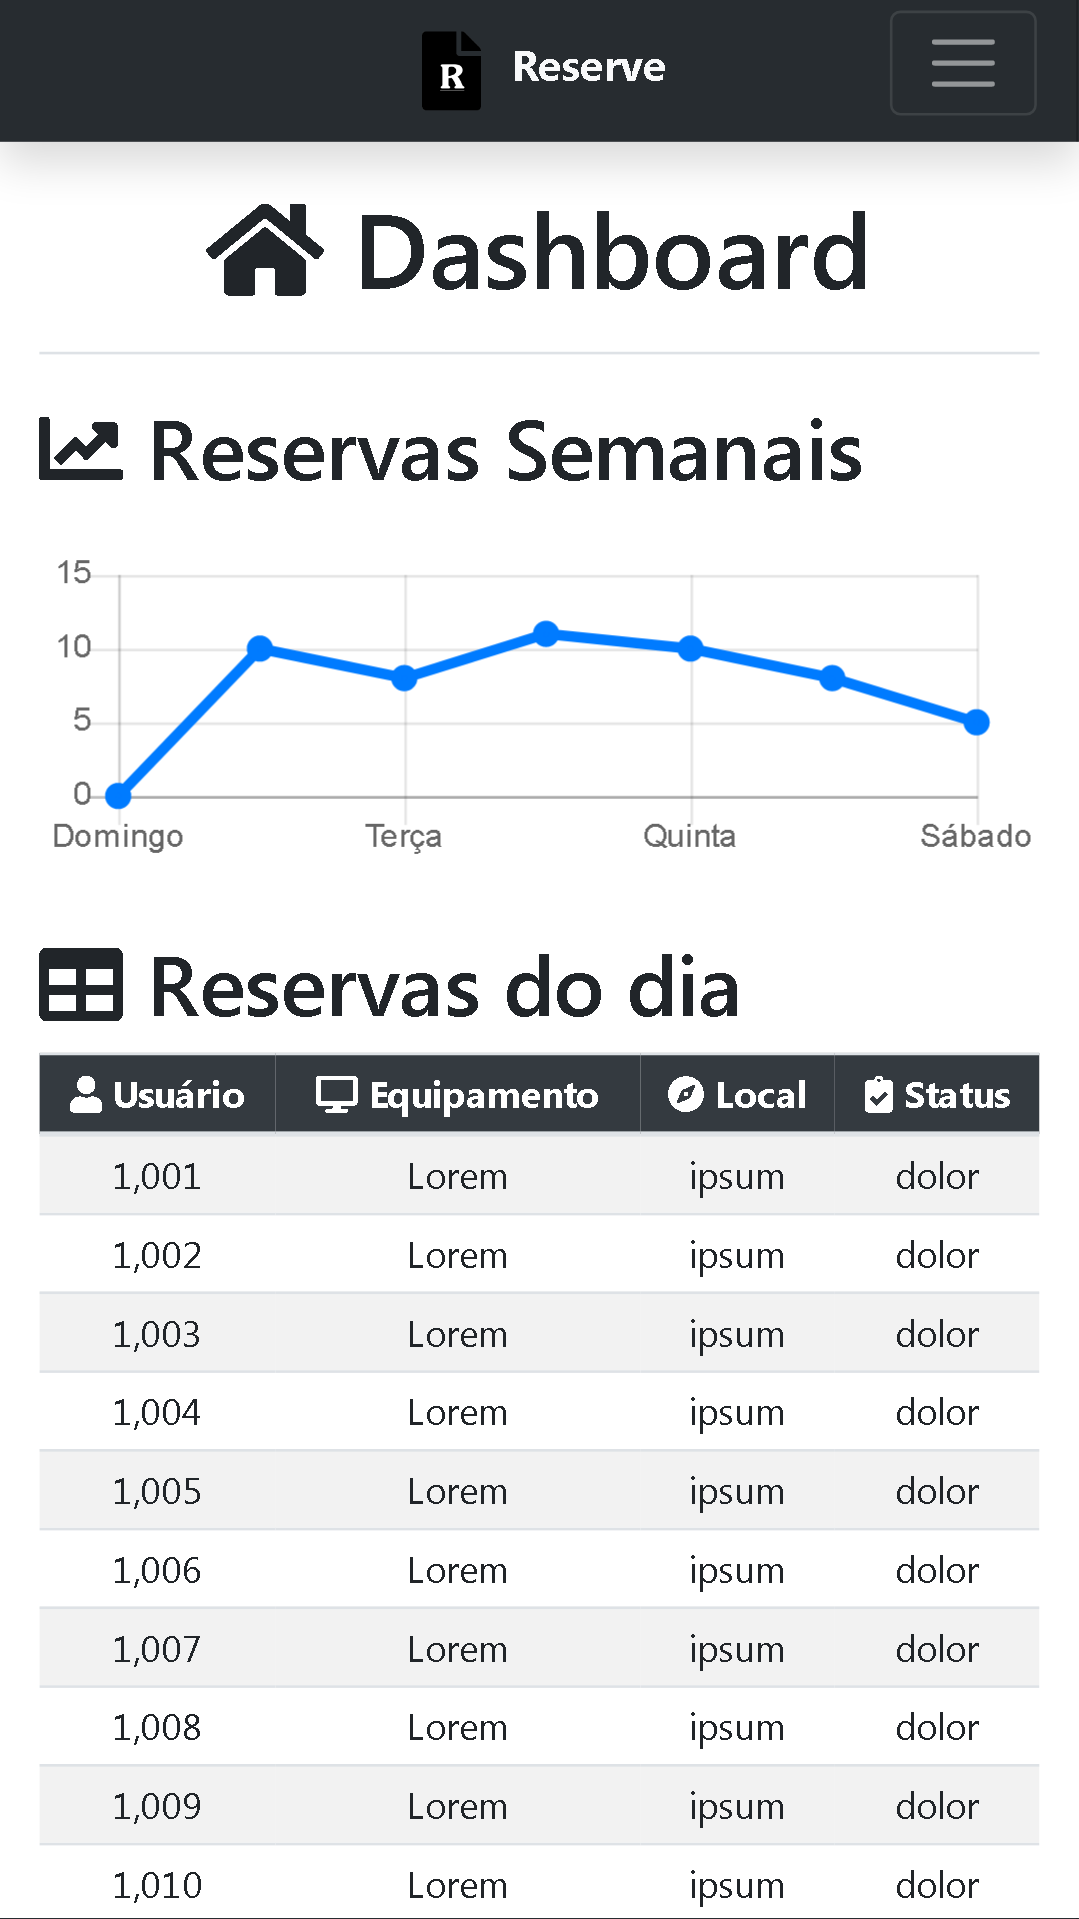 R Reserve
Dashboard
Reservas Semanais
15
10
5
0
Domingo Terça Quinta Sábado
Reservas do dia
Usuário Equipamento Local Status
1,001 Lorem ipsum dolor
1,002 Lorem ipsum dolor
1,003 Lorem ipsum dolor
1,004 Lorem ipsum dolor
1,005 Lorem ipsum dolor
1,006 Lorem ipsum dolor
1,007 Lorem ipsum dolor
1,008 Lorem ipsum dolor
1,009 Lorem ipsum dolor
1,010 Lorem ipsum dolor